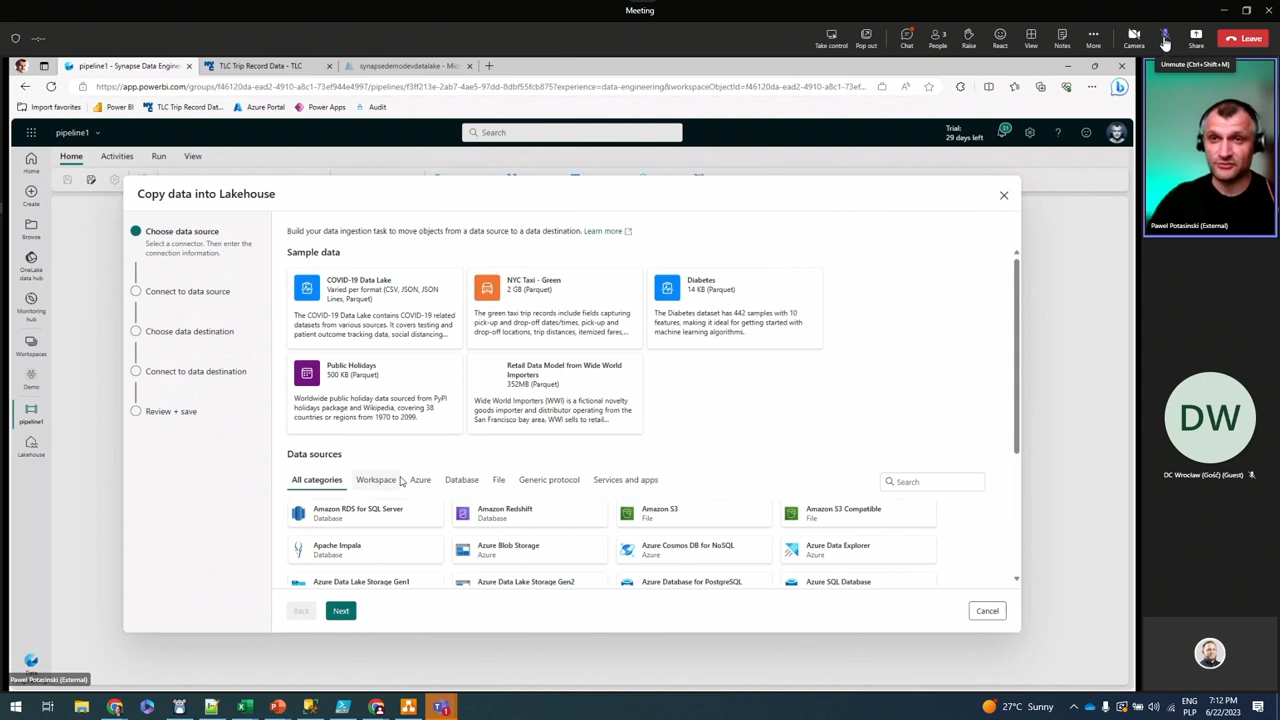 Meeting
--:--
Take control
Pop out
Chat
3
People
Raise
React
View
Notes
More
Camera
Mic
Share
Leave
Unmute (Ctrl+Shift+M)
pipeline1 - Synapse Data Engine
TLC Trip Record Data - TLC
synapsedemodvdatalake - Micr
https://app.powerbi.com/groups/f46120da-ead2-4910-a8c1-73ef944e4997/pipelines/f3ff213e-2ab7-4ae5-97dd-8dbf55fcb875?experience=data-engineering&workspaceObjectId=f46120da-ead2-4910-a8c1-73ef...
Import favorites
Power BI
TLC Trip Record Dat...
Azure Portal
Power Apps
Audit
pipeline1
Search
Trial:
29 days left
31
Home
Activities
Run
View
Home
Create
Browse
OneLake
data hub
Monitoring
hub
Workspaces
Demo
pipeline1
Lakehouse
Copy data into Lakehouse
Choose data source
Select a connector. Then enter the
connection information.
Connect to data source
Choose data destination
Connect to data destination
Review + save
Build your data ingestion task to move objects from a data source to a data destination. Learn more
Sample data
COVID-19 Data Lake
Varied per format (CSV, JSON, JSON
Lines, Parquet)
The COVID-19 Data Lake contains COVID-19 related
datasets from various sources. It covers testing and
patient outcome tracking data, social distancing...
NYC Taxi - Green
2 GB (Parquet)
The green taxi trip records include fields capturing
pick-up and drop-off dates/times, pick-up and
drop-off locations, trip distances, itemized fares,...
Diabetes
14 KB (Parquet)
The Diabetes dataset has 442 samples with 10
features, making it ideal for getting started with
machine learning algorithms.
Public Holidays
500 KB (Parquet)
Worldwide public holiday data sourced from PyPI
holidays package and Wikipedia, covering 38
countries or regions from 1970 to 2099.
Retail Data Model from Wide World
Importers
352MB (Parquet)
Wide World Importers (WWI) is a fictional novelty
goods importer and distributor operating from the
San Francisco bay area. WWI sells to retail...
Data sources
All categories
Workspace
Azure
Database
File
Generic protocol
Services and apps
Search
Amazon RDS for SQL Server
Database
Amazon Redshift
Database
Amazon S3
File
Amazon S3 Compatible
File
Apache Impala
Database
Azure Blob Storage
Azure
Azure Cosmos DB for NoSQL
Azure
Azure Data Explorer
Azure
Azure Data Lake Storage Gen1
Azure Data Lake Storage Gen2
Azure Database for PostgreSQL
Azure SQL Database
Back
Next
Cancel
Pawel Potasinski (External)
Pawel Potasinski (External)
DW
DC Wrocław (Gość) (Guest)
27°C Sunny
ENG
PLP
7:12 PM
6/22/2023